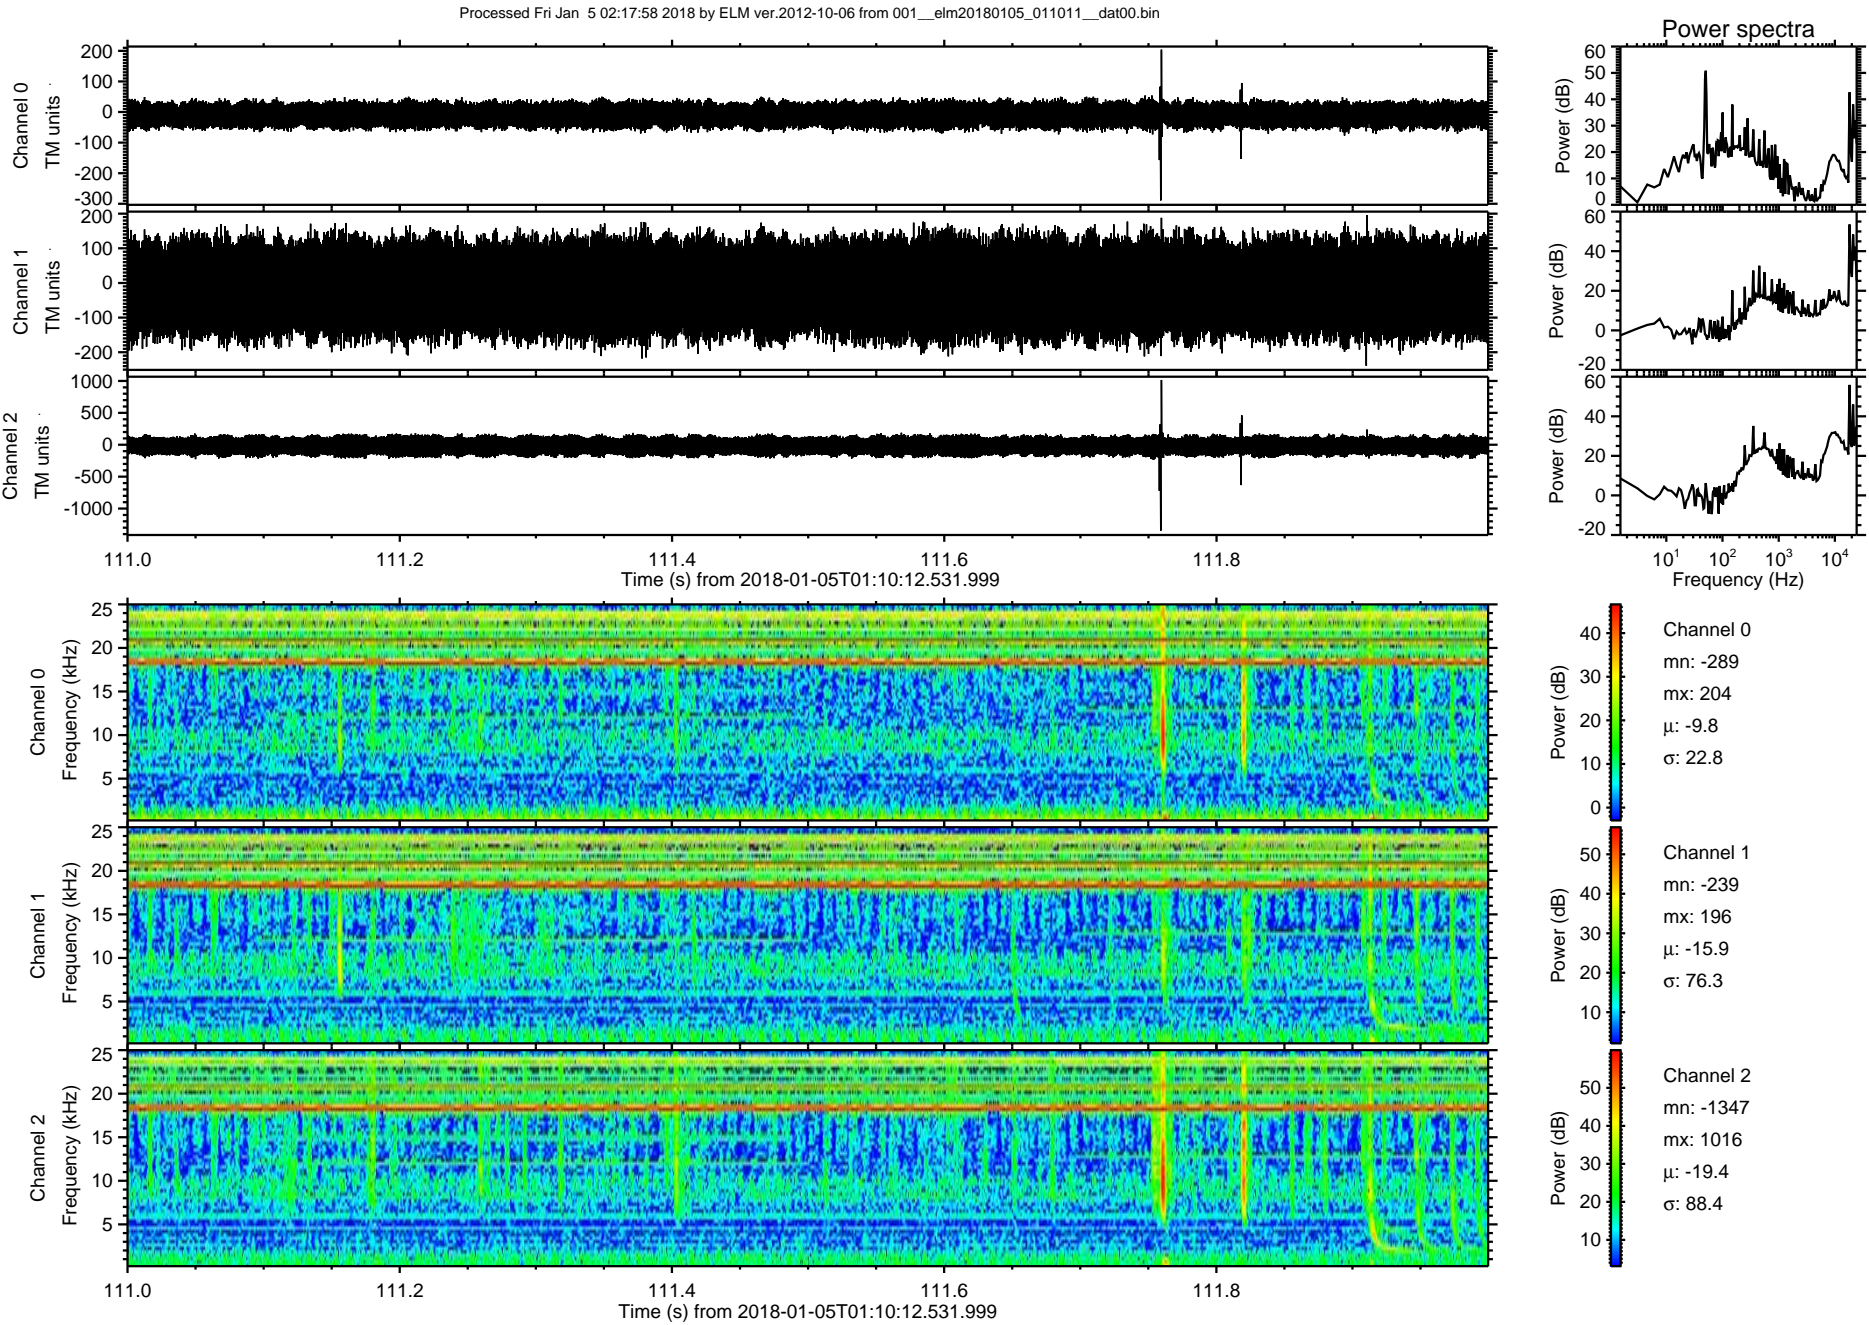 Processed Fri Jan  5 02:17:58 2018 by ELM ver.2012-10-06 from 001__elm20180105_011011__dat00.bin
Power spectra
Channel 0
TM units
200
100
0
-100
-200
-300
Power (dB)
60
50
40
30
20
10
0
Channel 1
TM units
200
100
0
-100
-200
Power (dB)
60
40
20
0
-20
Channel 2
TM units
1000
500
0
-500
-1000
Power (dB)
60
40
20
0
-20
111.0 111.2 111.4 111.6 111.8
Time (s) from 2018-01-05T01:10:12.531.999
10^1 10^2 10^3 10^4
Frequency (Hz)
Channel 0
Frequency (kHz)
25
20
15
10
5
Power (dB)
40
30
20
10
0
Channel 0
mn: -289
mx: 204
μ: -9.8
σ: 22.8
Channel 1
Frequency (kHz)
25
20
15
10
5
Power (dB)
50
40
30
20
10
Channel 1
mn: -239
mx: 196
μ: -15.9
σ: 76.3
Channel 2
Frequency (kHz)
25
20
15
10
5
Power (dB)
50
40
30
20
10
Channel 2
mn: -1347
mx: 1016
μ: -19.4
σ: 88.4
111.0 111.2 111.4 111.6 111.8
Time (s) from 2018-01-05T01:10:12.531.999